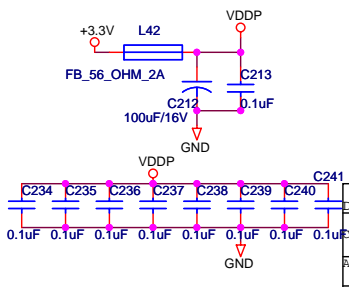 VDDP
+3.3V
L42
FB_56_OHM_2A
C213
C212
0.1uF
100uF/16V
GND
VDDP
C241
C234 C235 C236 C237 C238 C239 C240
0.1uF 0.1uF 0.1uF 0.1uF 0.1uF 0.1uF 0.1uF 0.1uF
GND